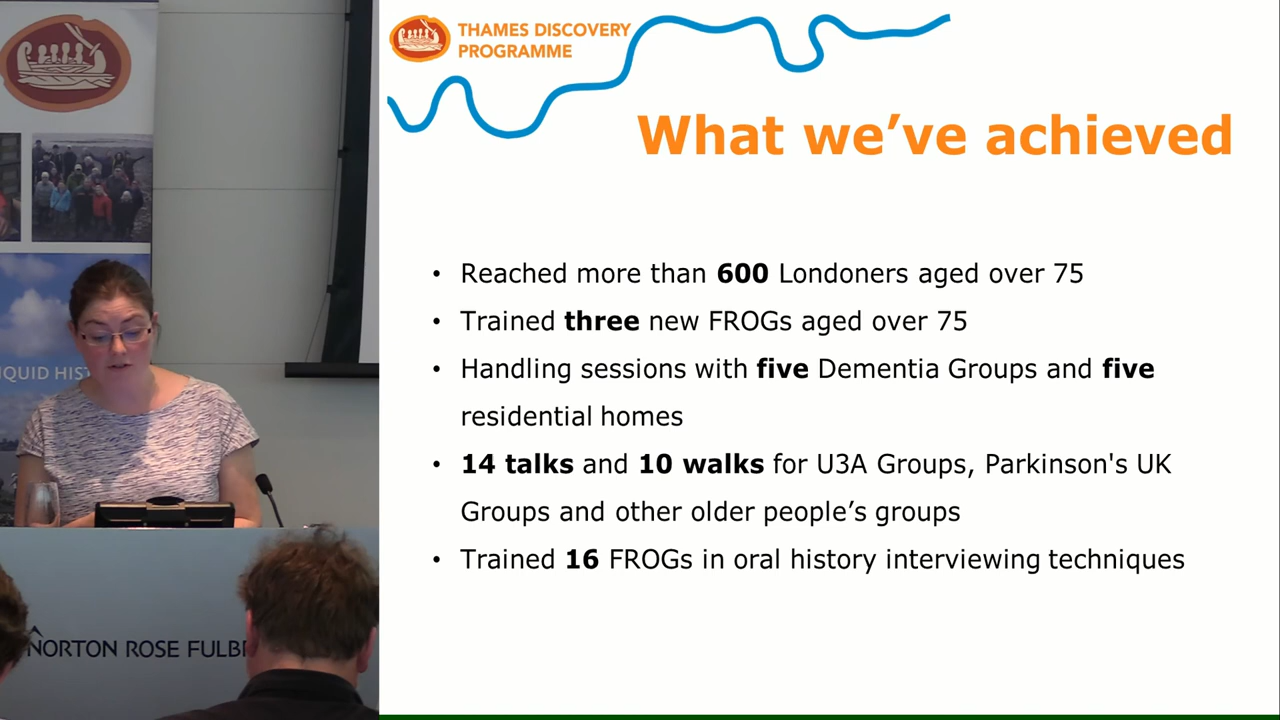 THAMES DISCOVERY
PROGRAMME
What we’ve achieved
• Reached more than 600 Londoners aged over 75
• Trained three new FROGs aged over 75
• Handling sessions with five Dementia Groups and five
residential homes
• 14 talks and 10 walks for U3A Groups, Parkinson's UK
Groups and other older people’s groups
• Trained 16 FROGs in oral history interviewing techniques
IQUID HIST
NORTON ROSE FULB